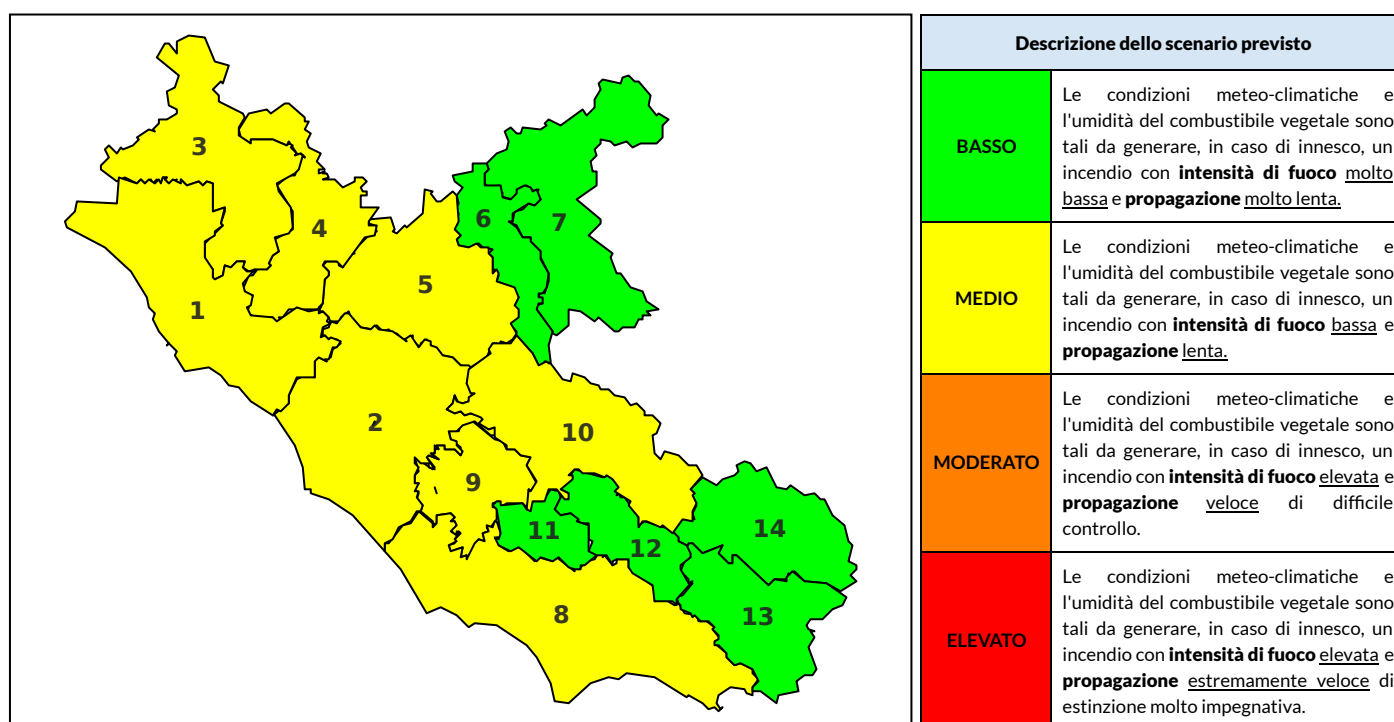 3
4
6
7
5
1
2
10
9
11
12
14
8
13
Descrizione dello scenario previsto
BASSO
Le condizioni meteo-climatiche e
l'umidità del combustibile vegetale sono
tali da generare, in caso di innesco, un
incendio con intensità di fuoco molto
bassa e propagazione molto lenta.
MEDIO
Le condizioni meteo-climatiche e
l'umidità del combustibile vegetale sono
tali da generare, in caso di innesco, un
incendio con intensità di fuoco bassa e
propagazione lenta.
MODERATO
Le condizioni meteo-climatiche e
l'umidità del combustibile vegetale sono
tali da generare, in caso di innesco, un
incendio con intensità di fuoco elevata e
propagazione veloce di difficile
controllo.
ELEVATO
Le condizioni meteo-climatiche e
l'umidità del combustibile vegetale sono
tali da generare, in caso di innesco, un
incendio con intensità di fuoco elevata e
propagazione estremamente veloce di
estinzione molto impegnativa.